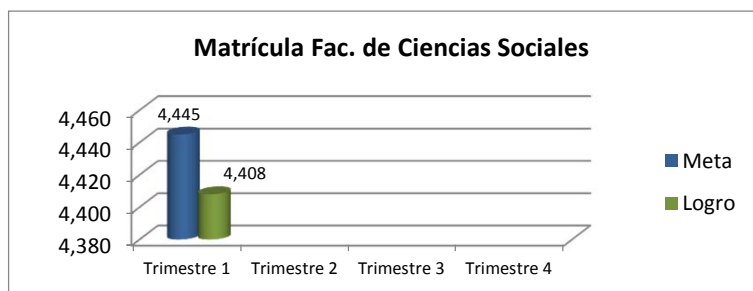 Matrícula Fac. de Ciencias Sociales
4,460
4,440
4,420
4,400
4,380
4,445
4,408
Trimestre 1 Trimestre 2 Trimestre 3 Trimestre 4
Meta
Logro